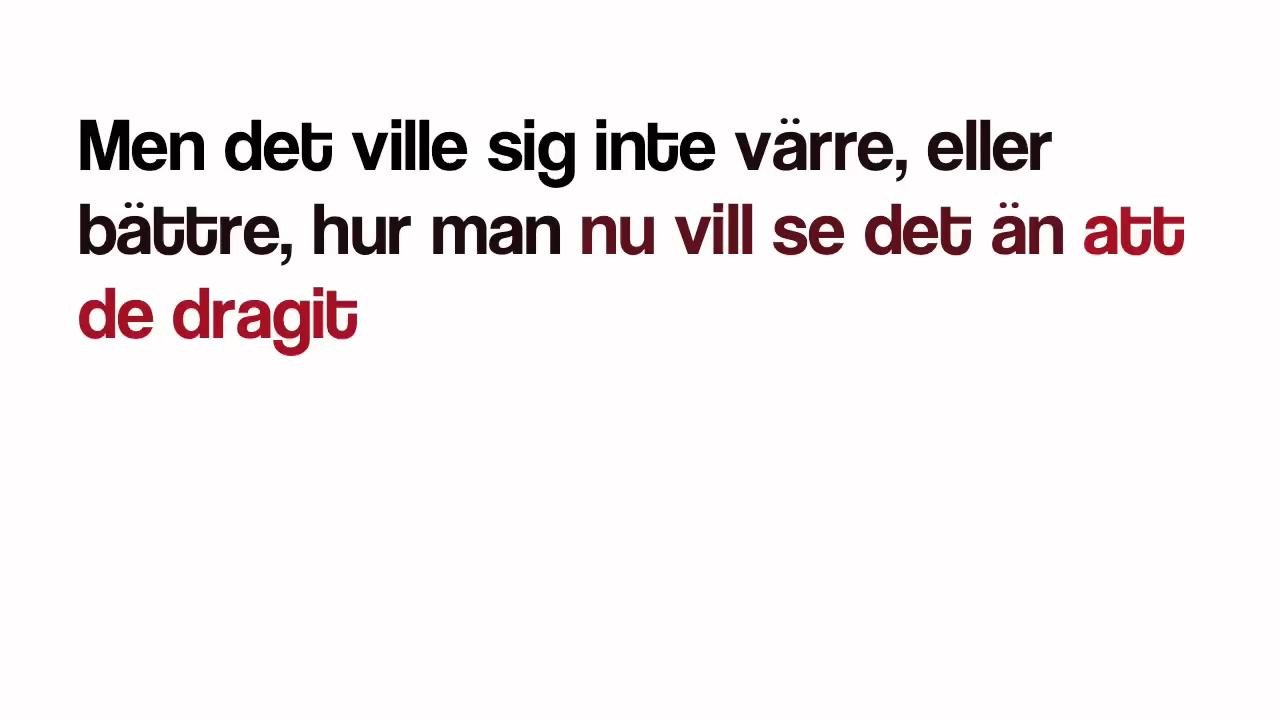 Men det ville sig inte värre, eller
bättre, hur man nu vill se det än att
de dragit